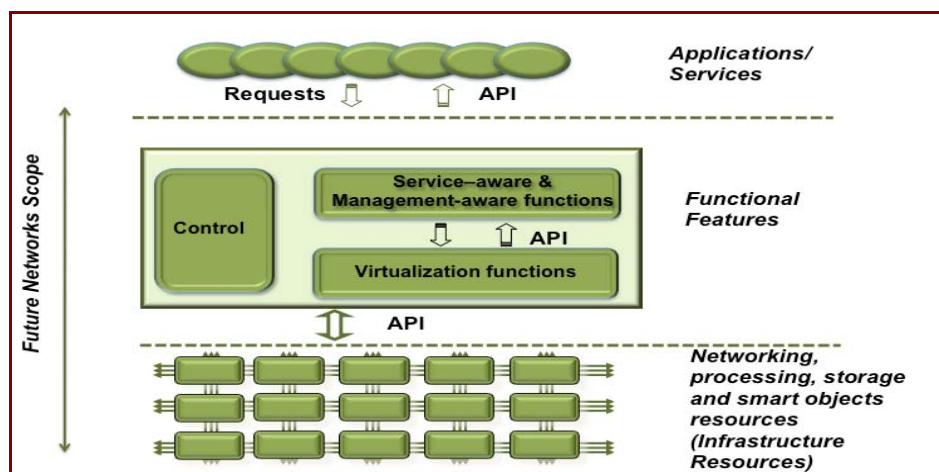 Applications/
Services
Requests
API
Future Networks Scope
Control
Service–aware &
Management-aware functions
API
Virtualization functions
Functional
Features
API
Networking,
processing, storage
and smart objects
resources
(Infrastructure
Resources)